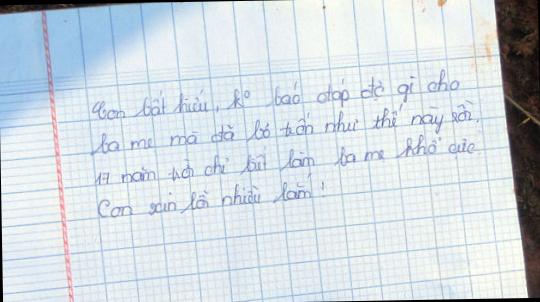 Con bất hiếu, k° báo đáp đc gì cho
ba mẹ mà đã bỏ trốn như thế này rồi.
17 năm trời chỉ biết làm ba mẹ khổ cực
Con xin lỗi nhiều lắm!